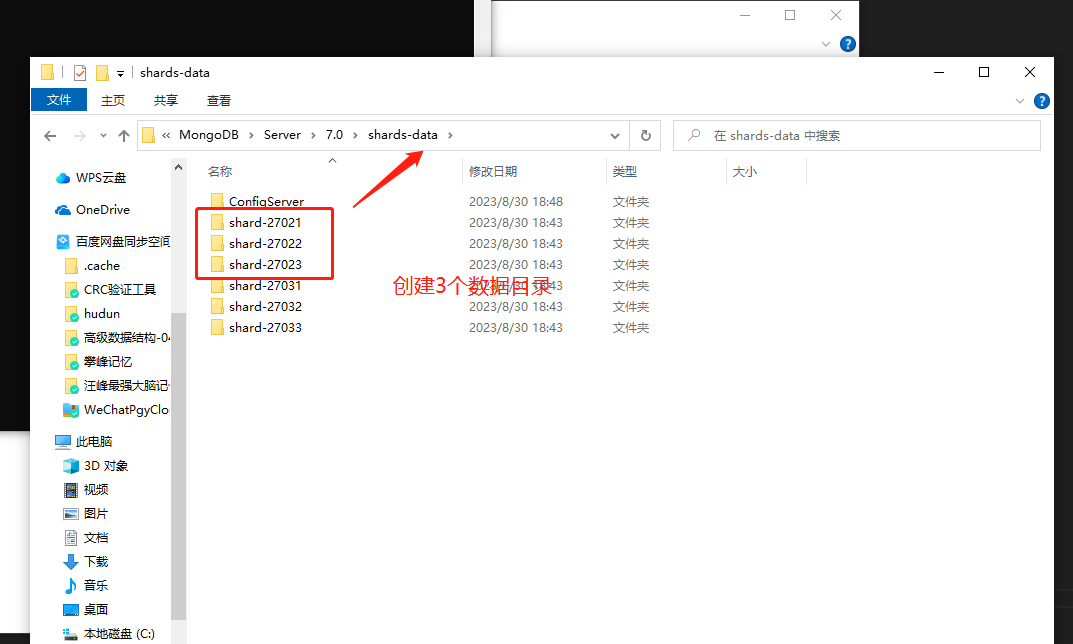 shards-data
文件 主页 共享 查看
« MongoDB › Server › 7.0 › shards-data ›
在 shards-data 中搜索
名称 修改日期 类型 大小
ConfigServer 2023/8/30 18:48 文件夹
shard-27021 2023/8/30 18:43 文件夹
shard-27022 2023/8/30 18:43 文件夹
shard-27023 2023/8/30 18:43 文件夹
shard-27031 2023/8/30 18:43 文件夹
创建3个数据目录
shard-27032 2023/8/30 18:43 文件夹
shard-27033 2023/8/30 18:43 文件夹
WPS云盘
OneDrive
百度网盘同步空间
.cache
CRC验证工具
hudun
高级数据结构-04
攀峰记忆
汪峰最强大脑记
WeChatPgyClo
此电脑
3D 对象
视频
图片
文档
下载
音乐
桌面
本地磁盘 (C:)